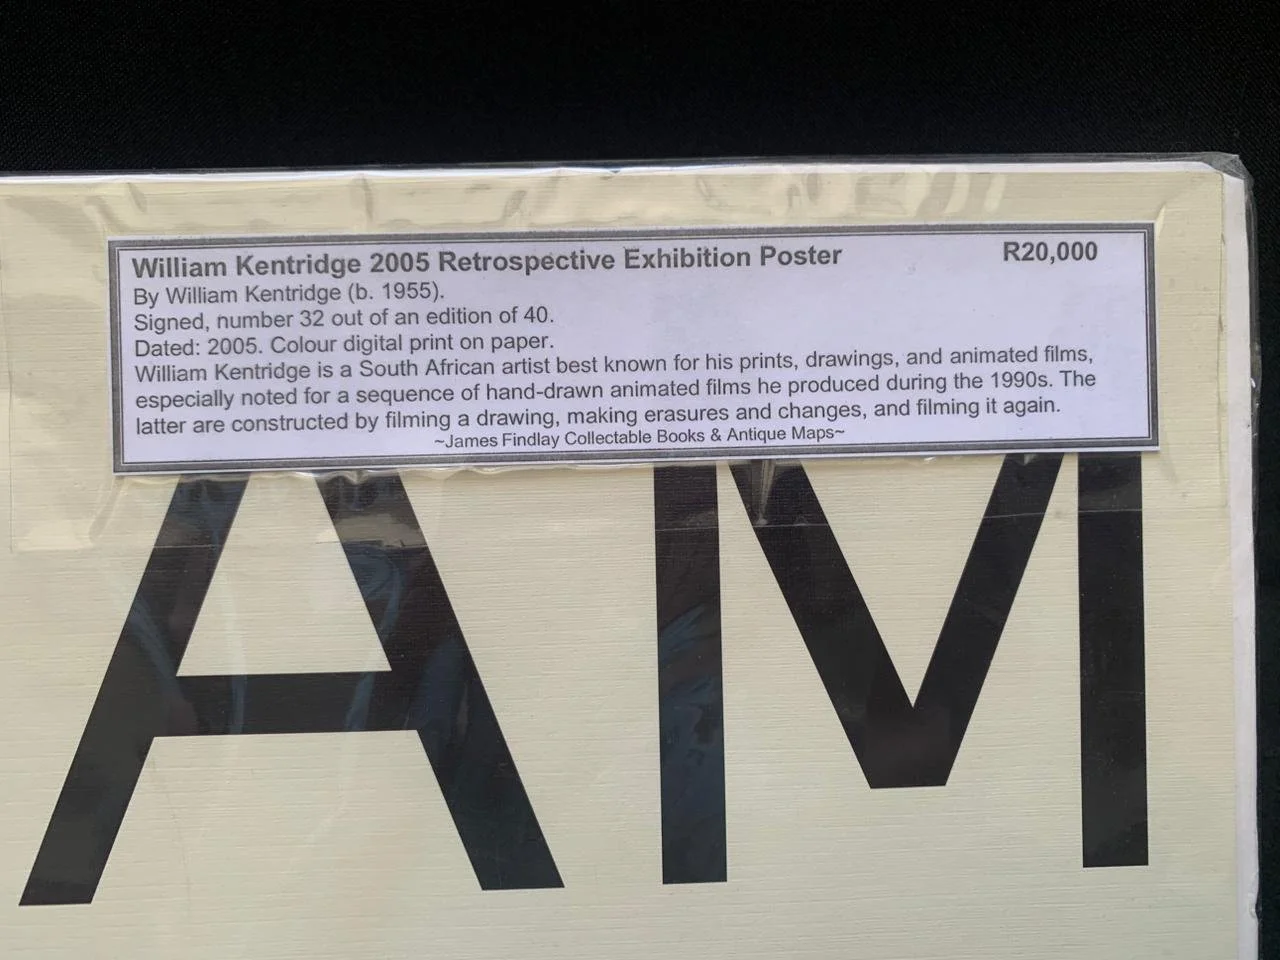 William Kentridge 2005 Retrospective Exhibition Poster R20,000
By William Kentridge (b. 1955).
Signed, number 32 out of an edition of 40.
Dated: 2005. Colour digital print on paper.
William Kentridge is a South African artist best known for his prints, drawings, and animated films,
especially noted for a sequence of hand-drawn animated films he produced during the 1990s. The
latter are constructed by filming a drawing, making erasures and changes, and filming it again.
~James Findlay Collectable Books & Antique Maps~
AM